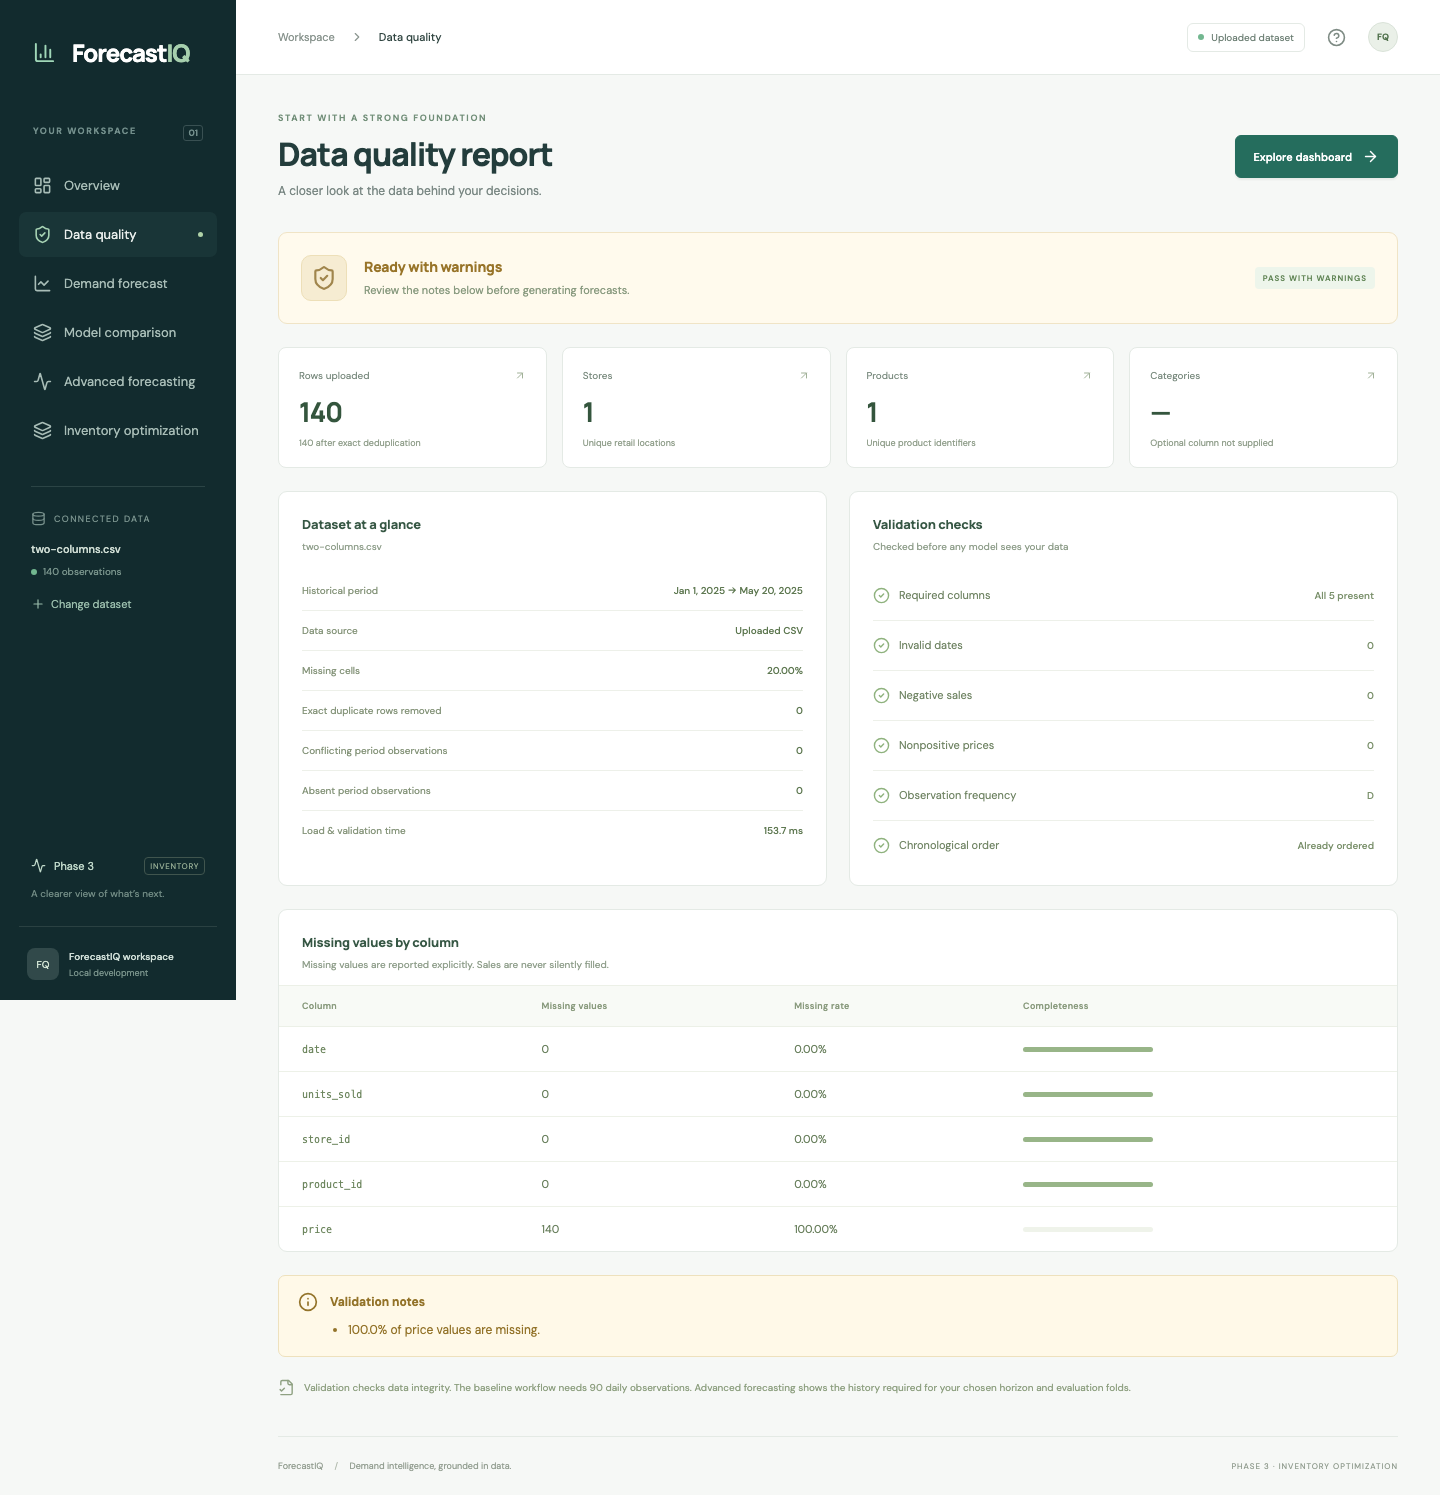 ForecastIQ
YOUR WORKSPACE 01
Overview
Data quality
Demand forecast
Model comparison
Advanced forecasting
Inventory optimization
CONNECTED DATA
two-columns.csv
140 observations
Change dataset
Phase 3 INVENTORY
A clearer view of what's next.
FQ ForecastIQ workspace
Local development
Workspace > Data quality
Uploaded dataset
FQ
START WITH A STRONG FOUNDATION
Data quality report
A closer look at the data behind your decisions.
Explore dashboard →
Ready with warnings
Review the notes below before generating forecasts.
PASS WITH WARNINGS
Rows uploaded
140
140 after exact deduplication
Stores
1
Unique retail locations
Products
1
Unique product identifiers
Categories
—
Optional column not supplied
Dataset at a glance
two-columns.csv
Historical period Jan 1, 2025 → May 20, 2025
Data source Uploaded CSV
Missing cells 20.00%
Exact duplicate rows removed 0
Conflicting period observations 0
Absent period observations 0
Load & validation time 153.7 ms
Validation checks
Checked before any model sees your data
Required columns All 5 present
Invalid dates 0
Negative sales 0
Nonpositive prices 0
Observation frequency D
Chronological order Already ordered
Missing values by column
Missing values are reported explicitly. Sales are never silently filled.
Column Missing values Missing rate Completeness
date 0 0.00%
units_sold 0 0.00%
store_id 0 0.00%
product_id 0 0.00%
price 140 100.00%
Validation notes
• 100.0% of price values are missing.
Validation checks data integrity. The baseline workflow needs 90 daily observations. Advanced forecasting shows the history required for your chosen horizon and evaluation folds.
ForecastIQ / Demand intelligence, grounded in data.
PHASE 3 · INVENTORY OPTIMIZATION